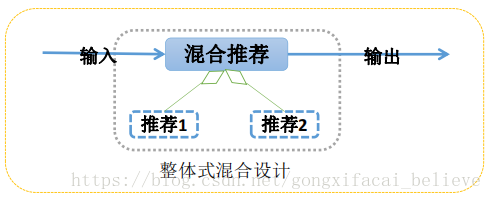 输入 混合推荐 输出
推荐1 推荐2
整体式混合设计
https://blog.csdn.net/gongxifacai_believe